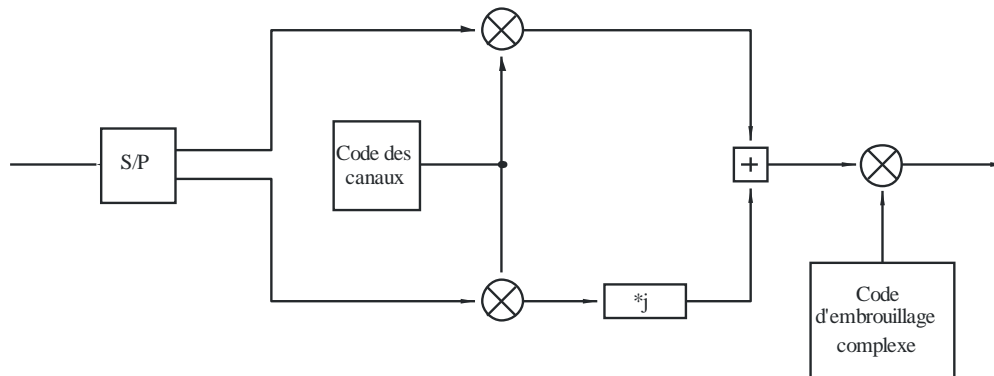 S/P
Code des
canaux
+
*j
Code
d'embrouillage
complexe